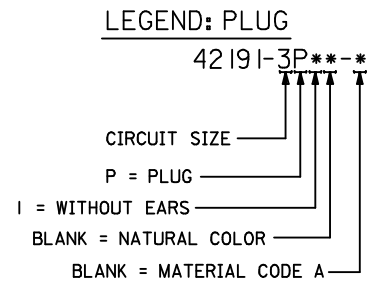 LEGEND: PLUG
42191-3P**-*
CIRCUIT SIZE
P = PLUG
1 = WITHOUT EARS
BLANK = NATURAL COLOR
BLANK = MATERIAL CODE A